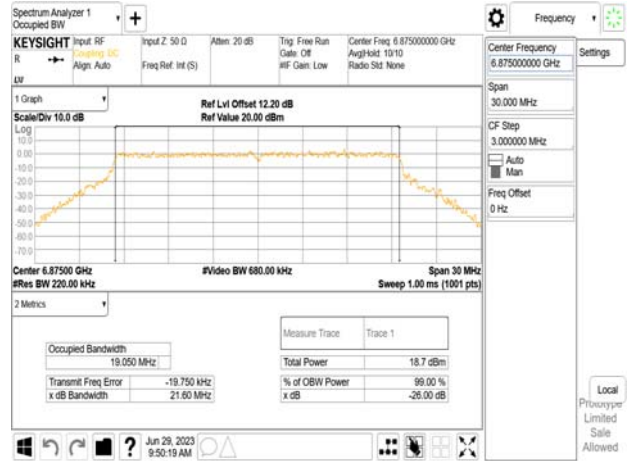 Spectrum Analyzer 1
Occupied BW
Frequency
KEYSIGHT
Input: RF
Coupling: DC
Align: Auto
Input Z: 50 Ω
Freq Ref: Int (S)
Atten: 20 dB
Trig: Free Run
Gate: Off
#IF Gain: Low
Center Freq: 6.875000000 GHz
Avg|Hold: 10/10
Radio Std: None
R
LXI
Center Frequency
6.875000000 GHz
Settings
Span
30.000 MHz
CF Step
3.000000 MHz
Auto
Man
Freq Offset
0 Hz
1 Graph
Scale/Div 10.0 dB
Ref Lvl Offset 12.20 dB
Ref Value 20.00 dBm
Log
10.0
0.00
-10.0
-20.0
-30.0
-40.0
-50.0
-60.0
-70.0
Center 6.87500 GHz
#Video BW 680.00 kHz
Span 30 MHz
#Res BW 220.00 kHz
Sweep 1.00 ms (1001 pts)
2 Metrics
Measure Trace
Trace 1
Occupied Bandwidth
19.050 MHz
Total Power
18.7 dBm
Transmit Freq Error
-19.750 kHz
% of OBW Power
99.00 %
x dB Bandwidth
21.60 MHz
x dB
-26.00 dB
Local
Prototype
Limited
Sale
Allowed
?
Jun 29, 2023
9:50:19 AM